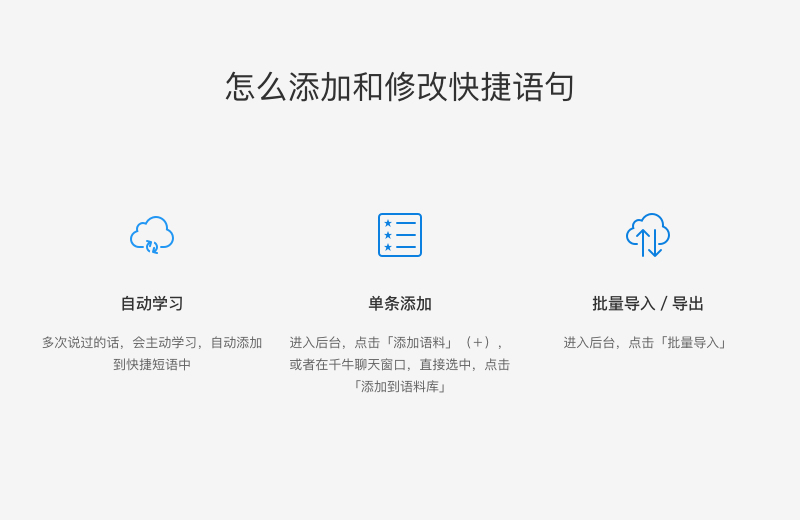 怎么添加和修改快捷语句
自动学习
多次说过的话，会主动学习，自动添加
到快捷短语中
单条添加
进入后台，点击「添加语料」（＋），
或者在千牛聊天窗口，直接选中，点击
「添加到语料库」
批量导入 / 导出
进入后台，点击「批量导入」